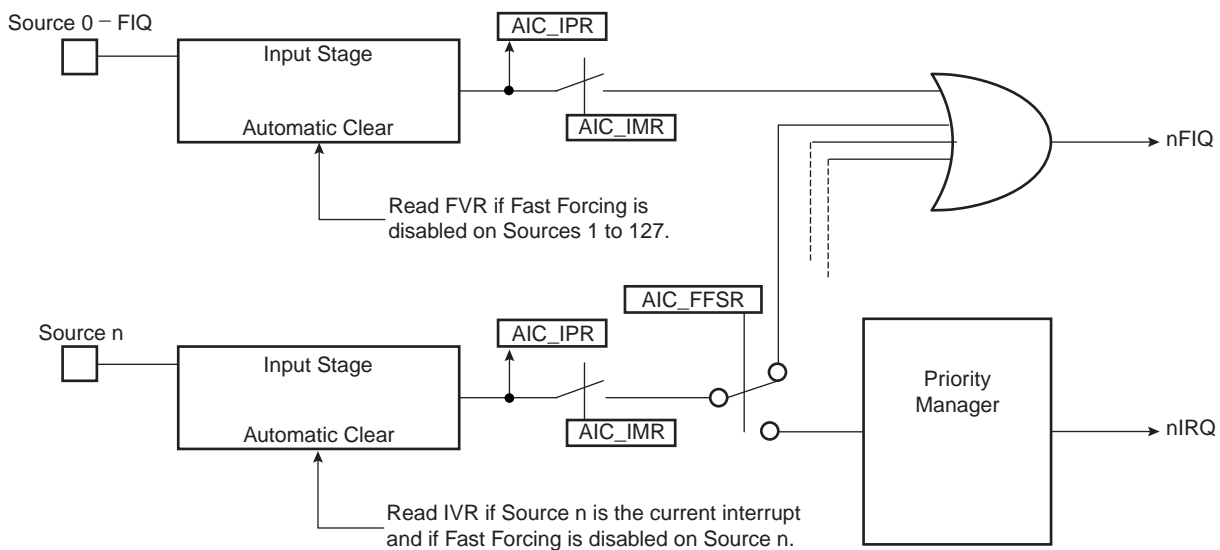 Source 0 – FIQ
AIC_IPR
Input Stage
Automatic Clear
AIC_IMR
nFIQ
Read FVR if Fast Forcing is
disabled on Sources 1 to 127.
AIC_FFSR
Source n
AIC_IPR
Input Stage
Priority
Manager
Automatic Clear
AIC_IMR
nIRQ
Read IVR if Source n is the current interrupt
and if Fast Forcing is disabled on Source n.